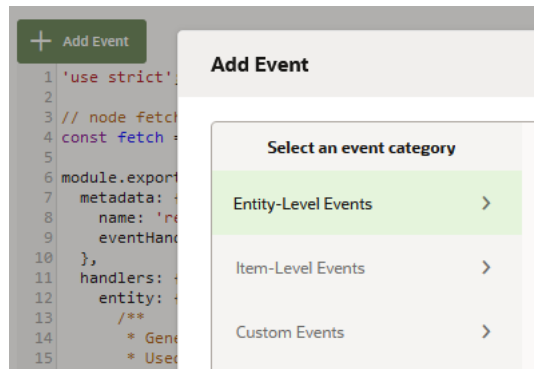 Add Event
Add Event
Select an event category
Entity-Level Events
Item-Level Events
Custom Events
1 'use strict';
2
3 // node fetch
4 const fetch =
5
6 module.export
7 metadata: {
8 name: 're
9 eventHand
10 },
11 handlers: {
12 entity: {
13 /**
14 * Gene
15 * Used